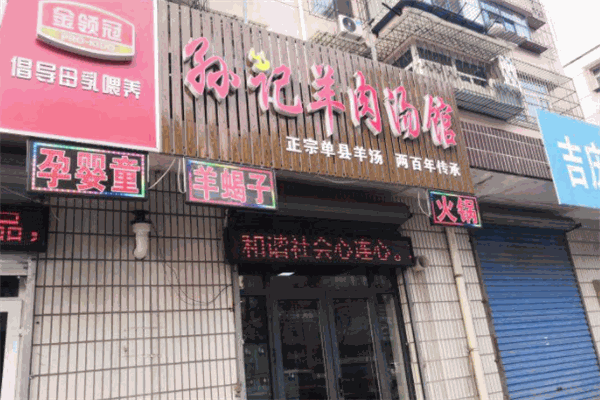 金领冠
PRO-KIDO
倡导母乳喂养
孙记羊肉汤馆
正宗单县羊汤 两百年传承
孕婴童
羊蝎子
火锅
品，
和谐社会心连心。
吉庆